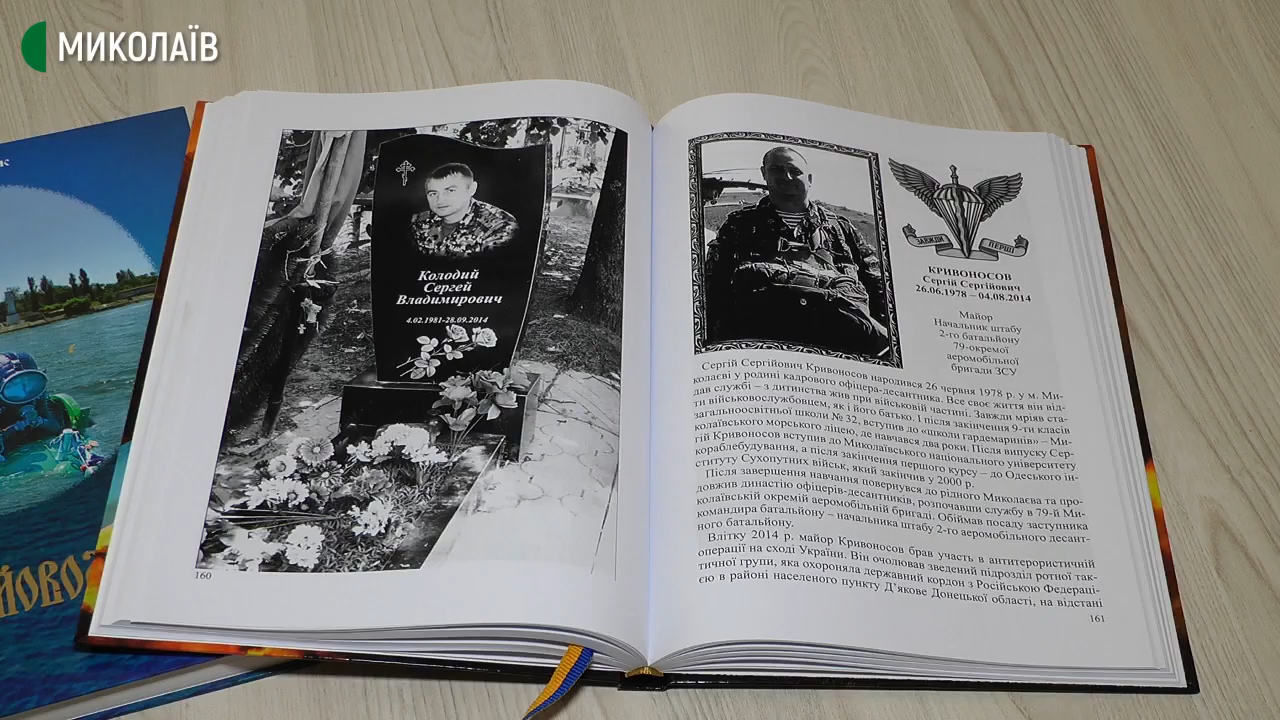 МИКОЛАЇВ
Колодий
Сергей
Владимирович
4.02.1981-28.09.2014
160
ЗАВЖДИ ПЕРШІ
КРИВОНОСОВ
Сергій Сергійович
26.06.1978 – 04.08.2014
Майор
Начальник штабу
2-го батальйону
79-окремої
аеромобільної
бригади ЗСУ
Сергій Сергійович Кривоносов народився 26 червня 1978 р. у м. Ми-
колаєві у родині кадрового офіцера-десантника. Все своє життя він від-
дав службі – з дитинства жив при військовій частині. Завжди мріяв ста-
ти військовослужбовцем, як і його батько. І після закінчення 9-ти класів
загальноосвітньої школи № 32, вступив до «школи гардемаринів» – Ми-
колаївського морського ліцею, де навчався два роки. Після випуску Сер-
гій Кривоносов вступив до Миколаївського національного університету
кораблебудування, а після закінчення першого курсу – до Одеського ін-
ституту Сухопутних військ, який закінчив у 2000 р.
Після завершення навчання повернувся до рідного Миколаєва та про-
довжив династію офіцерів-десантників, розпочавши службу в 79-й Ми-
колаївській окремій аеромобільній бригаді. Обіймав посаду заступника
командира батальйону – начальника штабу 2-го аеромобільного десант-
ного батальйону.
Влітку 2014 р. майор Кривоносов брав участь в антитерористичній
операції на сході України. Він очолював зведений підрозділ ротної так-
тичної групи, яка охороняла державний кордон з Російською Федераці-
єю в районі населеного пункту Д'якове Донецької області, на відстані
161